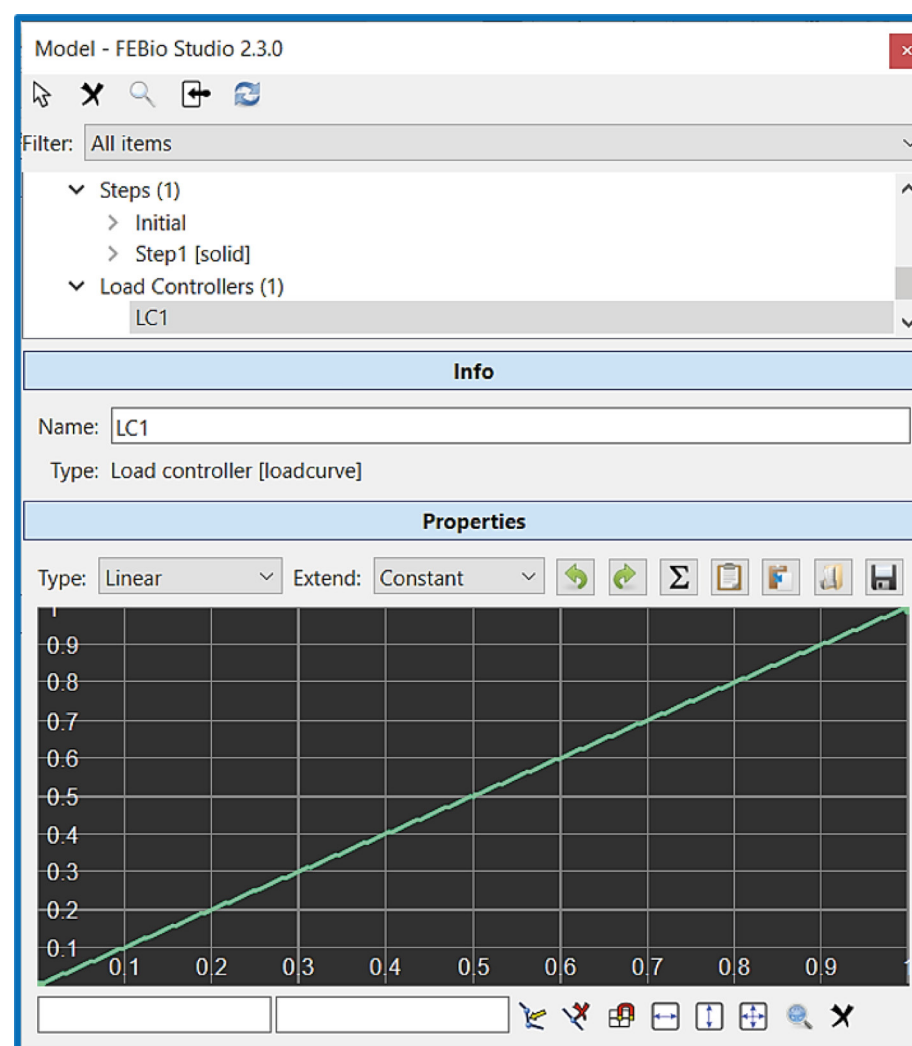 Model - FEBio Studio 2.3.0
Filter: All items
Steps (1)
Initial
Step1 [solid]
Load Controllers (1)
LC1
Info
Name: LC1
Type: Load controller [loadcurve]
Properties
Type: Linear Extend: Constant Σ
1
0.9
0.8
0.7
0.6
0.5
0.4
0.3
0.2
0.1
0.1 0.2 0.3 0.4 0.5 0.6 0.7 0.8 0.9 1